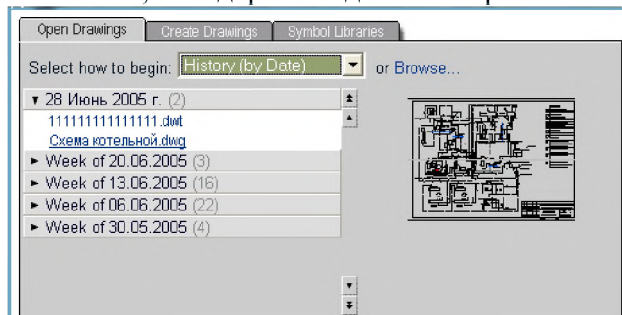 Open Drawings Create Drawings Symbol Libraries
Select how to begin: History (by Date) or Browse...
28 Июнь 2005 г. (2)
111111111111111.dwt
Схема котельной.dwg
Week of 20.06.2005 (3)
Week of 13.06.2005 (16)
Week of 06.06.2005 (22)
Week of 30.05.2005 (4)